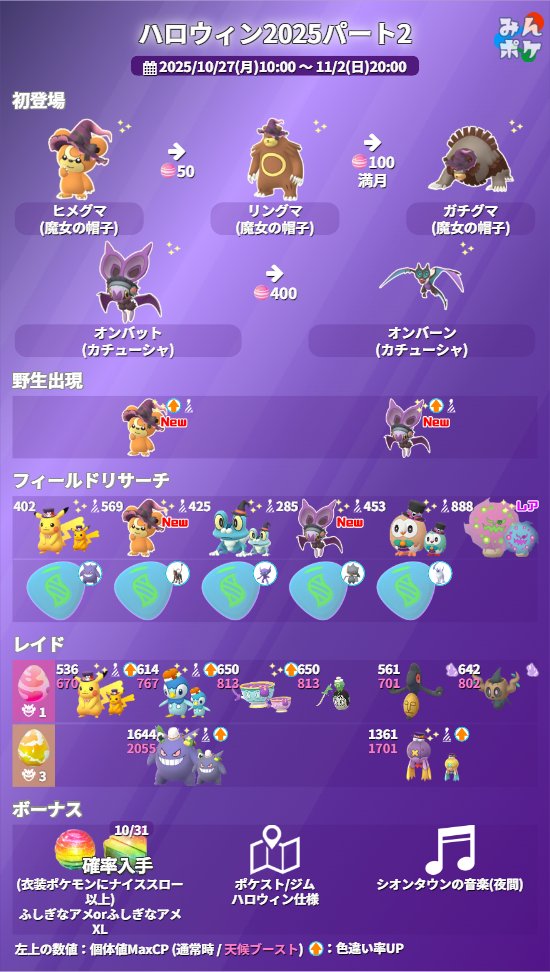 ハロウィン2025パート2
みんポケ
2025/10/27(月)10:00 〜 11/2(日)20:00
初登場
50
100
満月
ヒメグマ
(魔女の帽子)
リングマ
(魔女の帽子)
ガチグマ
(魔女の帽子)
400
オンバット
(カチューシャ)
オンバーン
(カチューシャ)
野生出現
New
New
フィールドリサーチ
402 569 425 285 453 888 レア
New New
レイド
536 614 650 650 561 642
670 767 813 813 701 802
1
1644 1361
2055 1701
3
ボーナス
10/31
確率入手
(衣装ポケモンにナイススロー
以上)
ふしぎなアメorふしぎなアメ
XL
ポケスト/ジム
ハロウィン仕様
シオンタウンの音楽(夜間)
左上の数値：個体値MaxCP (通常時 / 天候ブースト) ：色違い率UP